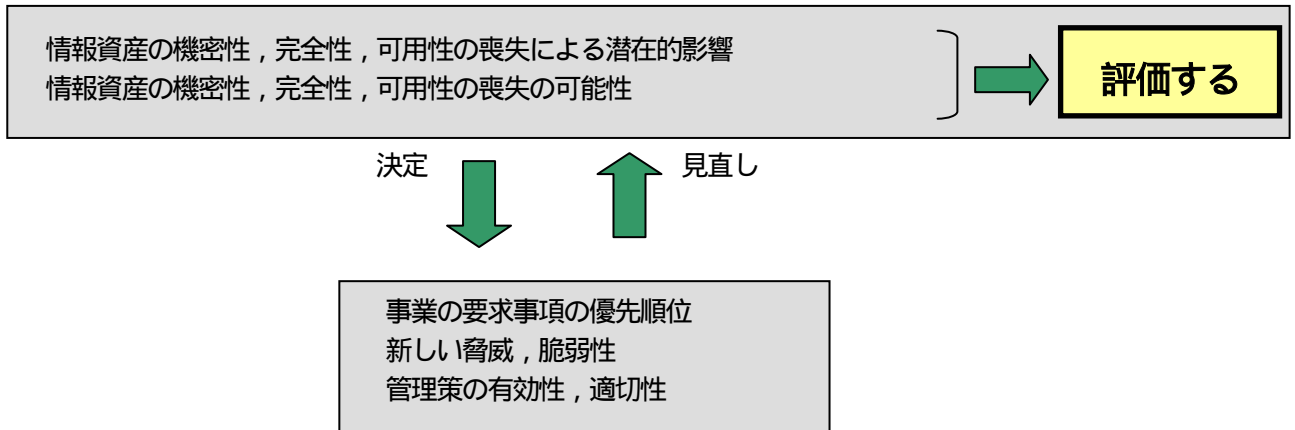 情報資産の機密性，完全性，可用性の喪失による潜在的影響
情報資産の機密性，完全性，可用性の喪失の可能性
評価する
決定
見直し
事業の要求事項の優先順位
新しい脅威，脆弱性
管理策の有効性，適切性